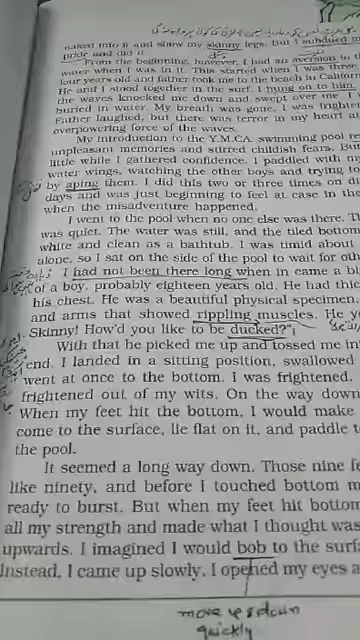 naked into it and show my skinny legs. But I subdued m
pride and did it.
From the beginning, however, I had an aversion to t
water when I was in it. This started when I was three
four years old and father took me to the beach in Californ
He and I stood together in the surf. I hung on to him,
the waves knocked me down and swept over me. I
buried in water. My breath was gone. I was fright
Father laughed, but there was terror in my heart at
overpowering force of the waves.
My introduction to the Y.M.C.A. swimming pool re
unpleasant memories and stirred childish fears. But
little while I gathered confidence. I paddled with my
water wings, watching the other boys and trying to
by aping them. I did this two or three times on di
days and was just beginning to feel at ease in the
when the misadventure happened.
I went to the pool when no one else was there. T
was quiet. The water was still, and the tiled bottom
white and clean as a bathtub. I was timid about
alone, so I sat on the side of the pool to wait for oth
I had not been there long when in came a bi
of a boy, probably eighteen years old. He had thic
his chest. He was a beautiful physical specimen,
and arms that showed rippling muscles. He y
Skinny! How'd you like to be ducked?"
With that he picked me up and tossed me in
end. I landed in a sitting position, swallowed
went at once to the bottom. I was frightened,
frightened out of my wits. On the way down
When my feet hit the bottom, I would make
come to the surface, lie flat on it, and paddle t
the pool.
It seemed a long way down. Those nine fe
like ninety, and before I touched bottom m
ready to burst. But when my feet hit bottom
all my strength and made what I thought was
upwards. I imagined I would bob to the surfa
Instead, I came up slowly. I opened my eyes a
move up & down
quickly